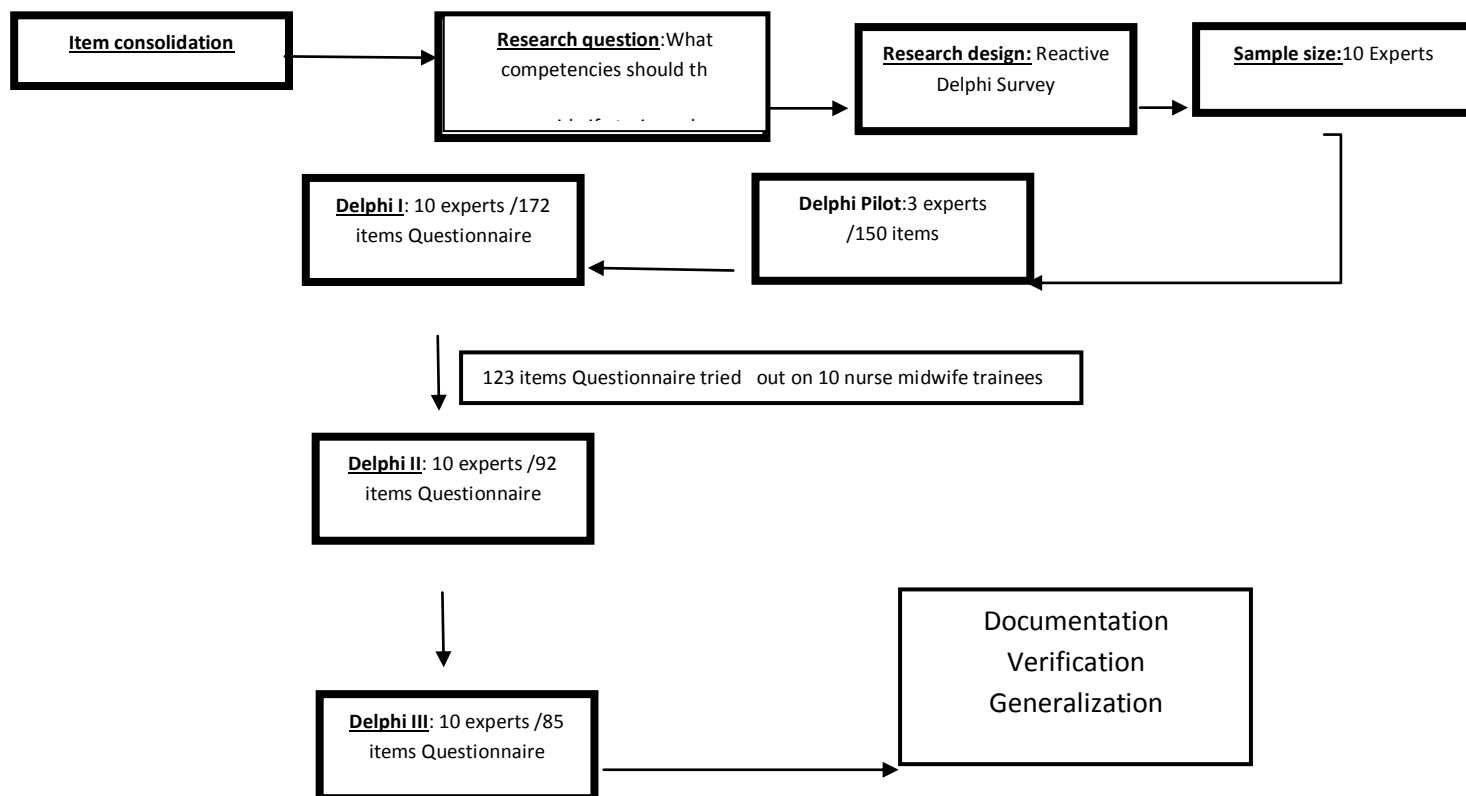 Item consolidation
Research question:What
competencies should th
Research design: Reactive
Delphi Survey
Sample size:10 Experts
Delphi Pilot:3 experts
/150 items
Delphi I: 10 experts /172
items Questionnaire
123 items Questionnaire tried out on 10 nurse midwife trainees
Delphi II: 10 experts /92
items Questionnaire
Delphi III: 10 experts /85
items Questionnaire
Documentation
Verification
Generalization